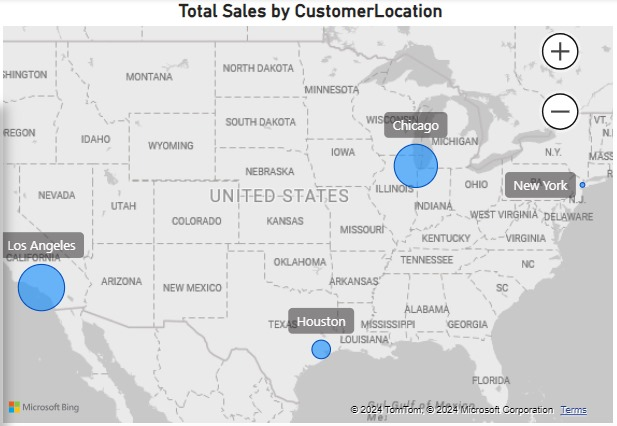 Total Sales by CustomerLocation
NORTH DAKOTA
MONTANA
MINNESOTA
SOUTH DAKOTA
Chicago
MICHIGAN
VT.
IDAHO
WYOMING
IOWA
N.Y.
MASS
NEBRASKA
ILLINOIS
OHIO
New York
NEVADA
UTAH
UNITED STATES
INDIANA
N.J.
COLORADO
KANSAS
MISSOURI
WEST VIRGINIA
DELAWARE
Los Angeles
KENTUCKY
VIRGINIA
CALIFORNIA
OKLAHOMA
TENNESSEE
NC
ARIZONA
NEW MEXICO
ARKANSAS
SC
Houston
ALABAMA
TEXAS
MISSISSIPPI
GEORGIA
LOUISIANA
FLORIDA
Microsoft Bing
Gulf of Mexico
© 2024 TomTom, © 2024 Microsoft Corporation Terms